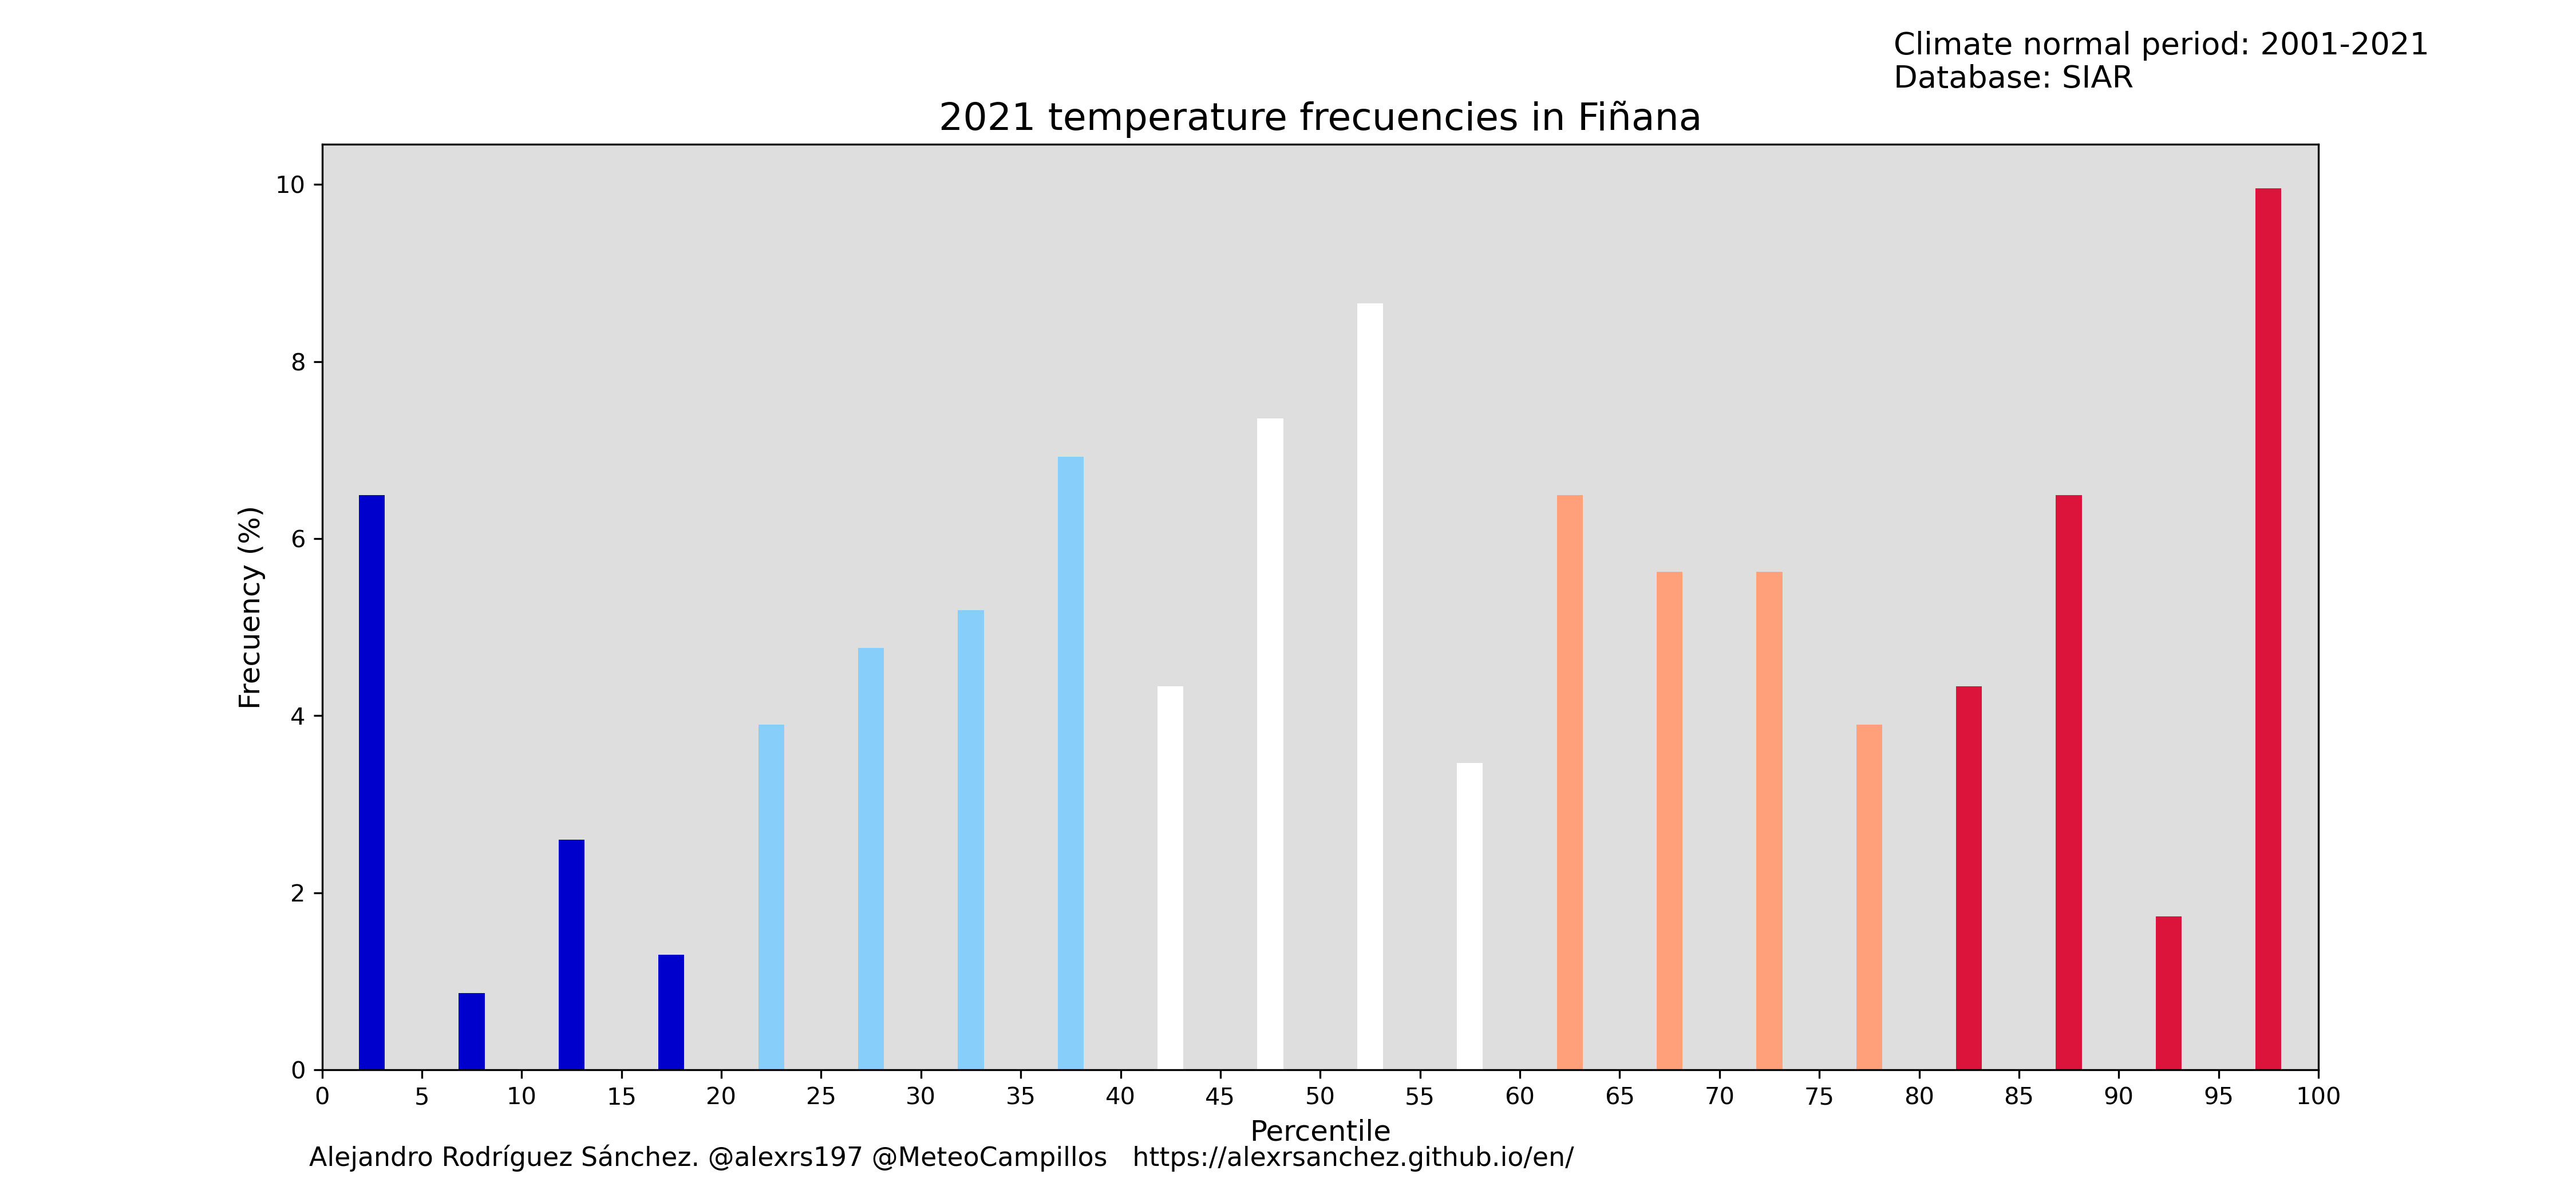 Climate normal period: 2001-2021
Database: SIAR
2021 temperature frecuencies in Fiñana
10
8
6
4
2
0
Frecuency (%)
0 5 10 15 20 25 30 35 40 45 50 55 60 65 70 75 80 85 90 95 100
Percentile
Alejandro Rodríguez Sánchez. @alexrs197 @MeteoCampillos https://alexrsanchez.github.io/en/